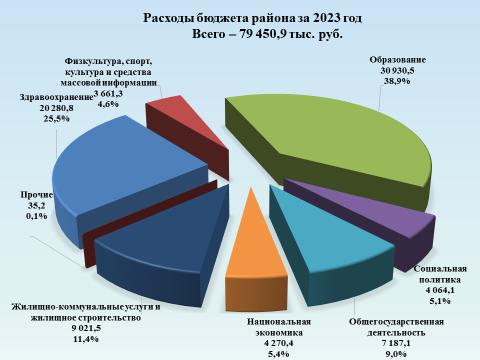 Расходы бюджета района за 2023 год
Всего – 79 450,9 тыс. руб.
Физкультура, спорт,
культура и средства
массовой информации
3 661,3
4,6%
Образование
30 930,5
38,9%
Здравоохранение
20 280,8
25,5%
Прочие
35,2
0,1%
Социальная
политика
4 064,1
5,1%
Жилищно-коммунальные услуги и
жилищное строительство
9 021,5
11,4%
Национальная
экономика
4 270,4
5,4%
Общегосударственная
деятельность
7 187,1
9,0%